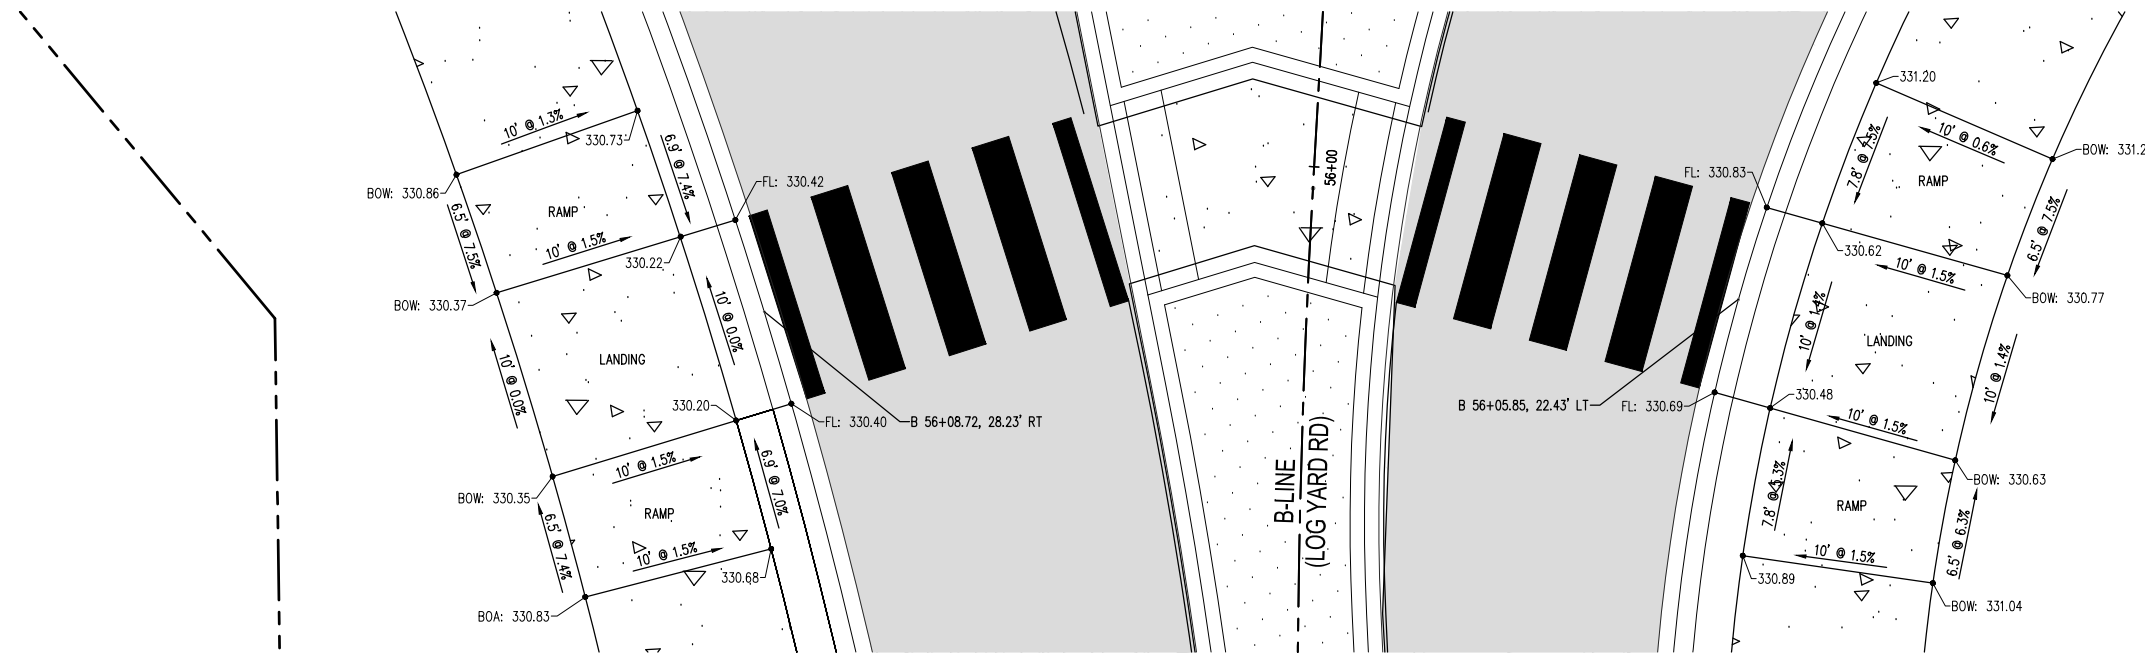 10' @ 1.3%
330.73
6.9' @ 7.4%
BOW: 330.86
FL: 330.42
RAMP
6.5' @ 7.5%
10' @ 1.5%
330.22
BOW: 330.37
10' @ 0.0%
LANDING
10' @ 0.0%
330.20
FL: 330.40
B 56+08.72, 28.23' RT
10' @ 1.5%
BOW: 330.35
6.9' @ 7.0%
RAMP
6.5' @ 7.4%
10' @ 1.5%
330.68
BOA: 330.83
56+00
B-LINE
(LOG YARD RD)
331.20
7.8' @ 7.5%
10' @ 0.6%
BOW: 331.2
FL: 330.83
RAMP
6.5' @ 7.5%
330.62
10' @ 1.5%
BOW: 330.77
10' @ 1.4%
LANDING
10' @ 1.4%
B 56+05.85, 22.43' LT
FL: 330.69
330.48
10' @ 1.5%
BOW: 330.63
7.8' @ 5.3%
RAMP
6.5' @ 6.3%
10' @ 1.5%
330.89
BOW: 331.04